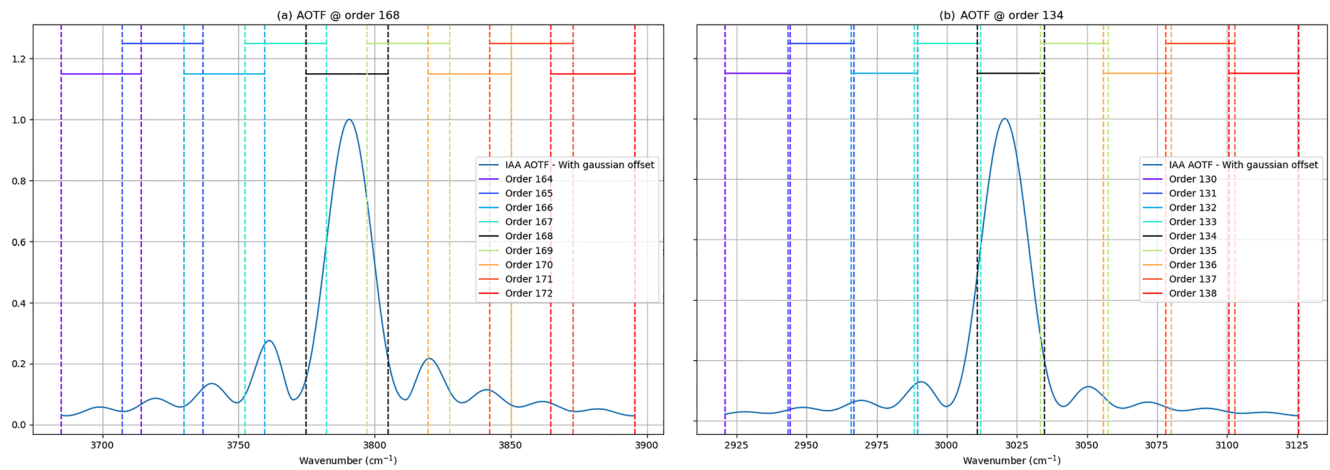 (a) AOTF @ order 168
1.2
1.0
0.8
0.6
0.4
0.2
0.0
IAA AOTF - With gaussian offset
Order 164
Order 165
Order 166
Order 167
Order 168
Order 169
Order 170
Order 171
Order 172
3700
3750
3800
3850
3900
Wavenumber (cm⁻¹)
(b) AOTF @ order 134
IAA AOTF - With gaussian offset
Order 130
Order 131
Order 132
Order 133
Order 134
Order 135
Order 136
Order 137
Order 138
2925
2950
2975
3000
3025
3050
3075
3100
3125
Wavenumber (cm⁻¹)